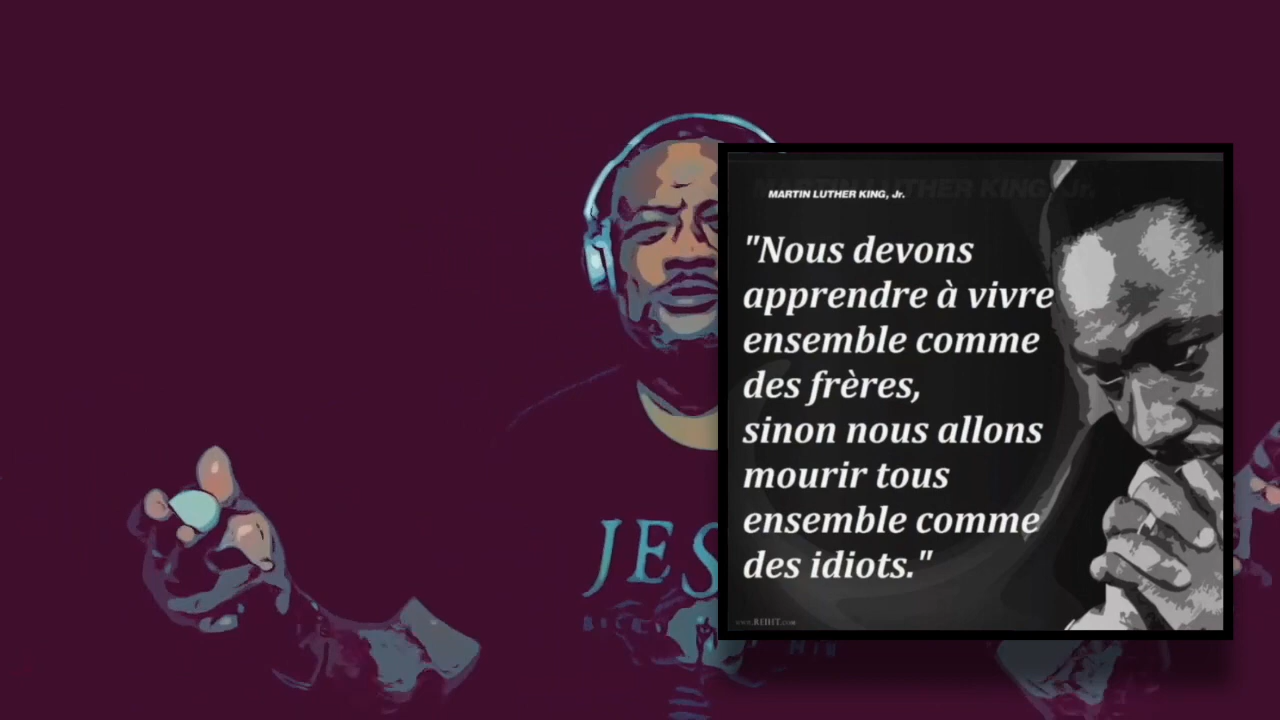 MARTIN LUTHER KING, Jr.
"Nous devons
apprendre à vivre
ensemble comme
des frères,
sinon nous allons
mourir tous
ensemble comme
des idiots."
JES